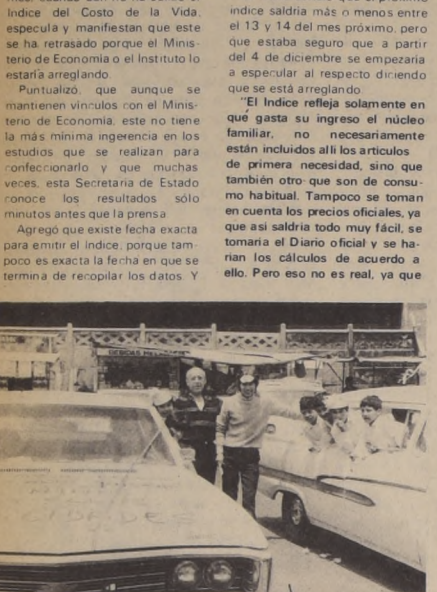 Indice del Costo de la Vida,
especula y manifiestan que este
se ha retrasado porque el Minis-
terio de Economía o el Instituto lo
estaría arreglando.
Puntualizó, que aunque se
mantienen vínculos con el Minis-
terio de Economía, este no tiene
la más mínima ingerencia en los
estudios que se realizan para
confeccionarlo y que muchas
veces, esta Secretaria de Estado
conoce los resultados sólo
minutos antes que la prensa.
Agregó que existe fecha exacta
para emitir el Indice, porque tam-
poco es exacta la fecha en que se
termina de recopilar los datos. Y
indice saldría más o menos entre
el 13 y 14 del mes próximo, pero
que estaba seguro que a partir
del 4 de diciembre se empezaría
a especular al respecto diciendo
que se está arreglando.
"El Indice refleja solamente en
qué gasta su ingreso el núcleo
familiar, no necesariamente
están incluidos alli los artículos
de primera necesidad, sino que
también otro que son de consu-
mo habitual. Tampoco se toman
en cuenta los precios oficiales, ya
que asi saldría todo muy fácil, se
tomaría el Diario oficial y se ha-
rían los cálculos de acuerdo a
ello. Pero eso no es real, ya que
BEBIDAS